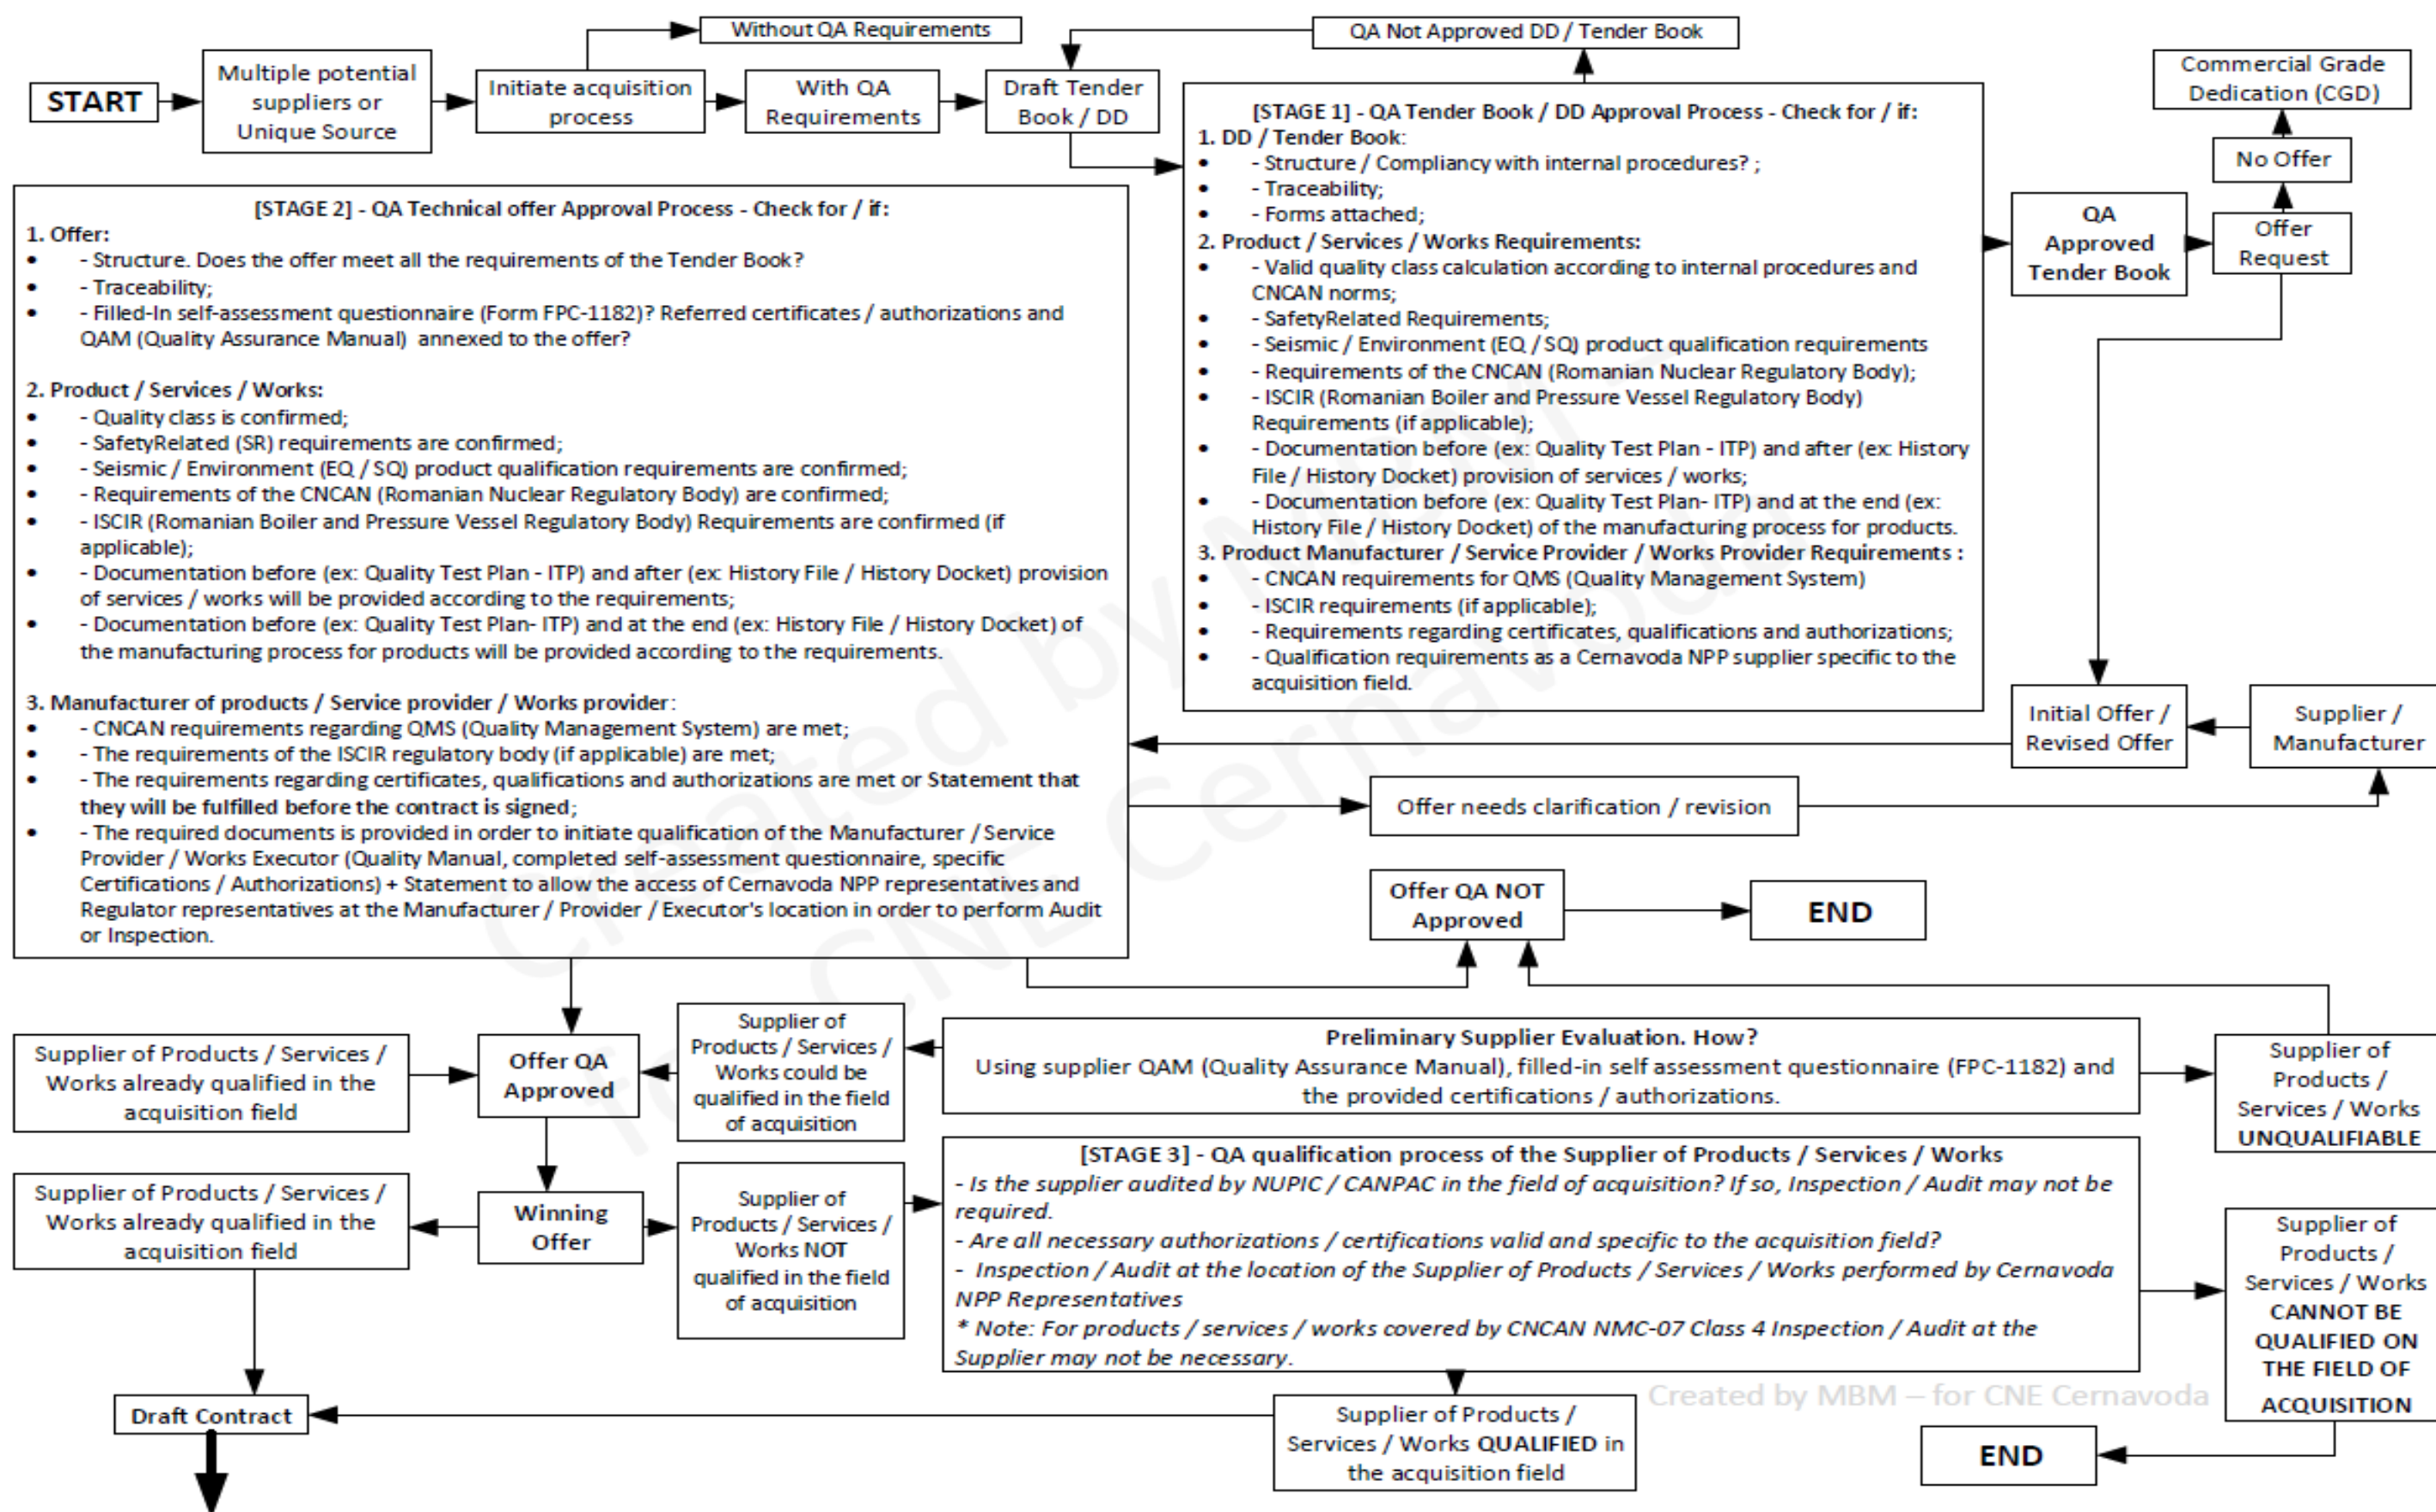 Without QA Requirements
QA Not Approved DD / Tender Book
START
Multiple potential
suppliers or
Unique Source
Initiate acquisition
process
With QA
Requirements
Draft Tender
Book / DD
Commercial Grade
Dedication (CGD)
No Offer
Offer
Request
QA
Approved
Tender Book
[STAGE 1] - QA Tender Book / DD Approval Process - Check for / if:
1. DD / Tender Book:
• - Structure / Compliancy with internal procedures? ;
• - Traceability;
• - Forms attached;
2. Product / Services / Works Requirements:
• - Valid quality class calculation according to internal procedures and
CNCAN norms;
• - SafetyRelated Requirements;
• - Seismic / Environment (EQ / SQ) product qualification requirements
• - Requirements of the CNCAN (Romanian Nuclear Regulatory Body);
• - ISCIR (Romanian Boiler and Pressure Vessel Regulatory Body)
Requirements (if applicable);
• - Documentation before (ex: Quality Test Plan - ITP) and after (ex: History
File / History Docket) provision of services / works;
• - Documentation before (ex: Quality Test Plan- ITP) and at the end (ex:
History File / History Docket) of the manufacturing process for products.
3. Product Manufacturer / Service Provider / Works Provider Requirements :
• - CNCAN requirements for QMS (Quality Management System)
• - ISCIR requirements (if applicable);
• - Requirements regarding certificates, qualifications and authorizations;
• - Qualification requirements as a Cernavoda NPP supplier specific to the
acquisition field.
[STAGE 2] - QA Technical offer Approval Process - Check for / if:
1. Offer:
• - Structure. Does the offer meet all the requirements of the Tender Book?
• - Traceability;
• - Filled-In self-assessment questionnaire (Form FPC-1182)? Referred certificates / authorizations and
QAM (Quality Assurance Manual) annexed to the offer?
2. Product / Services / Works:
• - Quality class is confirmed;
• - SafetyRelated (SR) requirements are confirmed;
• - Seismic / Environment (EQ / SQ) product qualification requirements are confirmed;
• - Requirements of the CNCAN (Romanian Nuclear Regulatory Body) are confirmed;
• - ISCIR (Romanian Boiler and Pressure Vessel Regulatory Body) Requirements are confirmed (if
applicable);
• - Documentation before (ex: Quality Test Plan - ITP) and after (ex: History File / History Docket) provision
of services / works will be provided according to the requirements;
• - Documentation before (ex: Quality Test Plan- ITP) and at the end (ex: History File / History Docket) of
the manufacturing process for products will be provided according to the requirements.
3. Manufacturer of products / Service provider / Works provider:
• - CNCAN requirements regarding QMS (Quality Management System) are met;
• - The requirements of the ISCIR regulatory body (if applicable) are met;
• - The requirements regarding certificates, qualifications and authorizations are met or Statement that
they will be fulfilled before the contract is signed;
• - The required documents is provided in order to initiate qualification of the Manufacturer / Service
Provider / Works Executor (Quality Manual, completed self-assessment questionnaire, specific
Certifications / Authorizations) + Statement to allow the access of Cernavoda NPP representatives and
Regulator representatives at the Manufacturer / Provider / Executor's location in order to perform Audit
or Inspection.
Initial Offer /
Revised Offer
Supplier /
Manufacturer
Offer needs clarification / revision
Offer QA NOT
Approved
END
Supplier of Products / Services /
Works already qualified in the
acquisition field
Offer QA
Approved
Supplier of
Products / Services /
Works could be
qualified in the field
of acquisition
Preliminary Supplier Evaluation. How?
Using supplier QAM (Quality Assurance Manual), filled-in self assessment questionnaire (FPC-1182) and
the provided certifications / authorizations.
Supplier of
Products /
Services / Works
UNQUALIFIABLE
Supplier of Products / Services /
Works already qualified in the
acquisition field
Winning
Offer
Supplier of
Products / Services /
Works NOT
qualified in the field
of acquisition
[STAGE 3] - QA qualification process of the Supplier of Products / Services / Works
- Is the supplier audited by NUPIC / CANPAC in the field of acquisition? If so, Inspection / Audit may not be
required.
- Are all necessary authorizations / certifications valid and specific to the acquisition field?
- Inspection / Audit at the location of the Supplier of Products / Services / Works performed by Cernavoda
NPP Representatives
* Note: For products / services / works covered by CNCAN NMC-07 Class 4 Inspection / Audit at the
Supplier may not be necessary.
Supplier of
Products /
Services / Works
CANNOT BE
QUALIFIED ON
THE FIELD OF
ACQUISITION
Draft Contract
Supplier of Products /
Services / Works QUALIFIED in
the acquisition field
Created by MBM – for CNE Cernavoda
END
Created by MBM -
for CNE Cernavoda